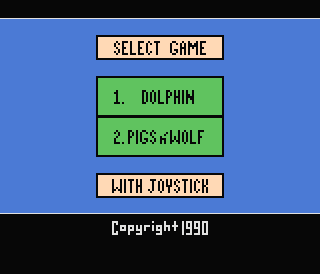 SELECT GAME
1. DOLPHIN
2.PIGS n' WOLF
WITH JOYSTICK
Copyright 1990